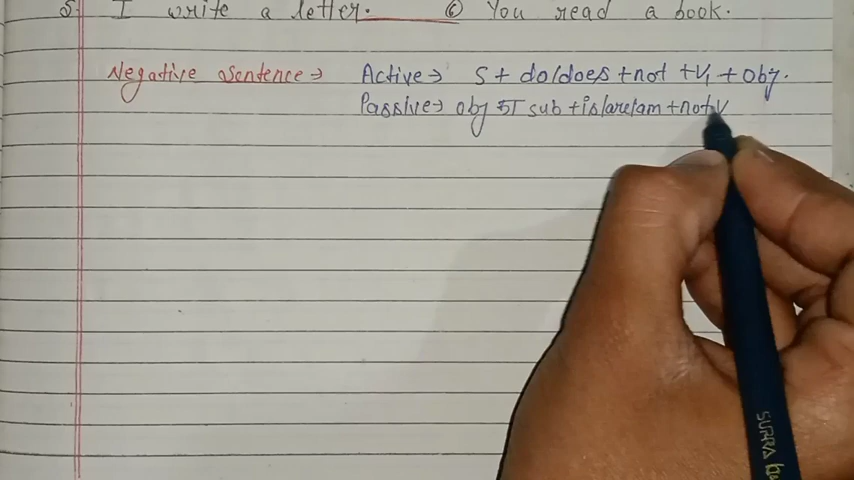 5. I write a letter. ⑥ You read a book.
Negative Sentence → Active → S + do/does + not + V₁ + obj.
Passive → obj का sub + is/are/am + not V
SURRA